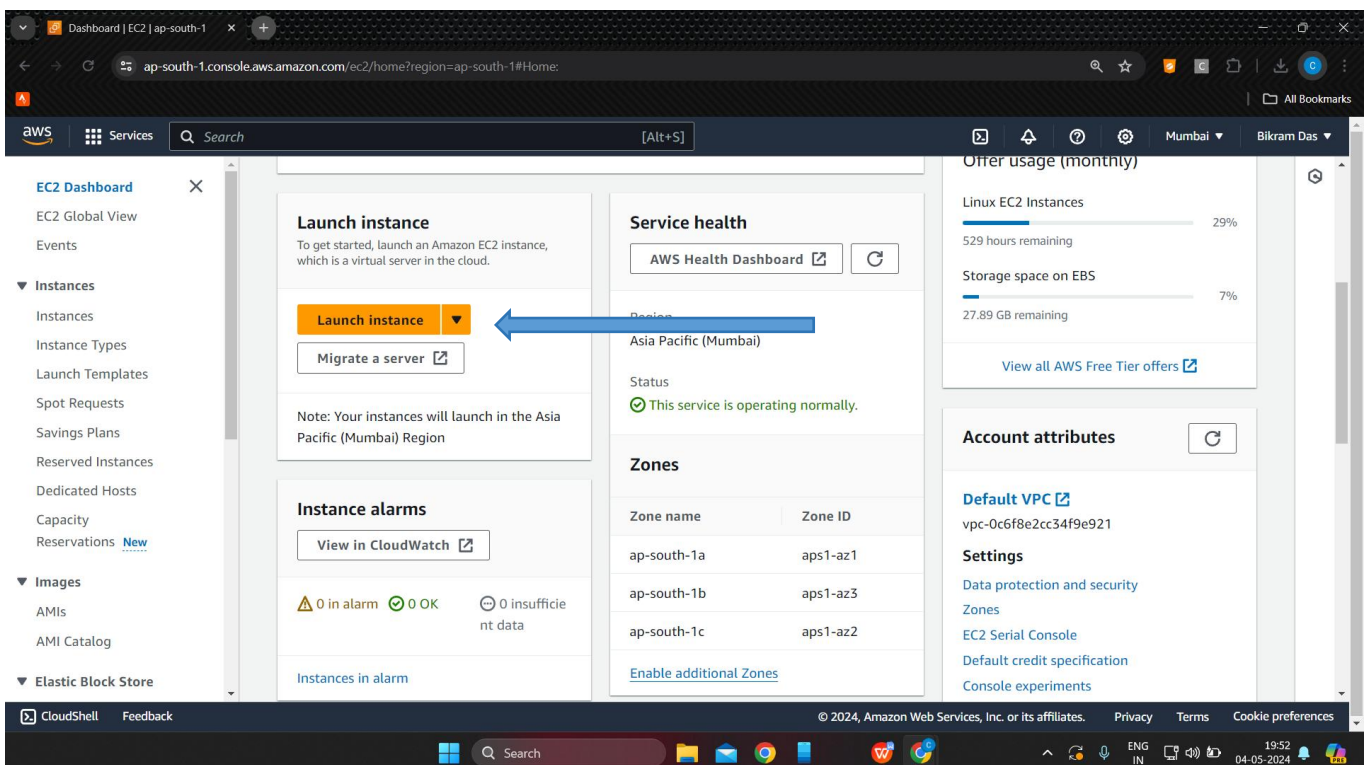 Dashboard | EC2 | ap-south-1
ap-south-1.console.aws.amazon.com/ec2/home?region=ap-south-1#Home:
C
C
All Bookmarks
aws
Services
Search
[Alt+S]
Mumbai
Bikram Das
EC2 Dashboard
EC2 Global View
Events
Instances
Instances
Instance Types
Launch Templates
Spot Requests
Savings Plans
Reserved Instances
Dedicated Hosts
Capacity
Reservations New
Images
AMIs
AMI Catalog
Elastic Block Store
Launch instance
To get started, launch an Amazon EC2 instance,
which is a virtual server in the cloud.
Launch instance
Migrate a server
Note: Your instances will launch in the Asia
Pacific (Mumbai) Region
Instance alarms
View in CloudWatch
0 in alarm
0 OK
0 insufficie
nt data
Instances in alarm
Service health
AWS Health Dashboard
Region
Asia Pacific (Mumbai)
Status
This service is operating normally.
Zones
Zone name Zone ID
ap-south-1a aps1-az1
ap-south-1b aps1-az3
ap-south-1c aps1-az2
Enable additional Zones
Offer usage (monthly)
Linux EC2 Instances
29%
529 hours remaining
Storage space on EBS
7%
27.89 GB remaining
View all AWS Free Tier offers
Account attributes
Default VPC
vpc-0c6f8e2cc34f9e921
Settings
Data protection and security
Zones
EC2 Serial Console
Default credit specification
Console experiments
CloudShell Feedback
© 2024, Amazon Web Services, Inc. or its affiliates. Privacy Terms Cookie preferences
Search
W
ENG
IN
19:52
04-05-2024
PRE